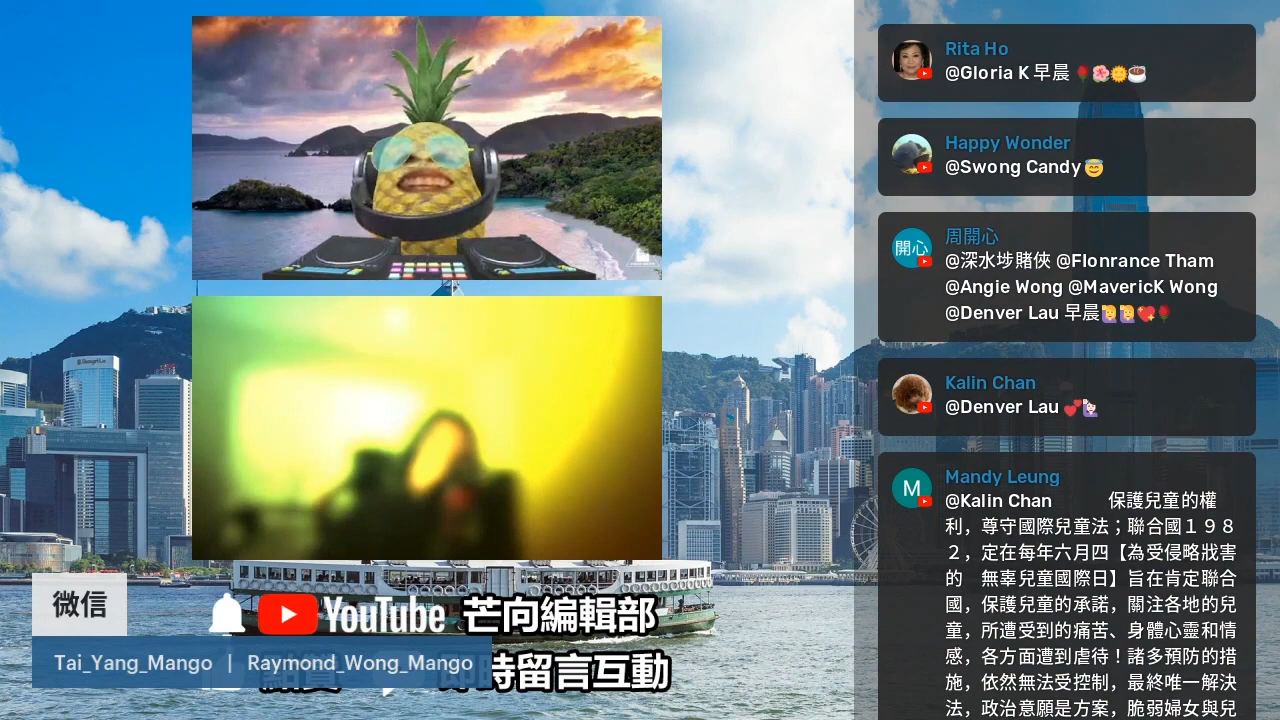 Rita Ho
@Gloria K 早晨🌹🌸🌞☕
Happy Wonder
@Swong Candy😇
開心
周開心
@深水埗賭俠 @Flonrance Tham
@Angie Wong @MavericK Wong
@Denver Lau 早晨🙋🙋💖🌹
Kalin Chan
@Denver Lau 💕🙋🏻
M
Mandy Leung
@Kalin Chan 保護兒童的權
利，尊守國際兒童法；聯合國１９８
２，定在每年六月四【為受侵略戕害
的　無辜兒童國際日】旨在肯定聯合
國，保護兒童的承諾，關注各地的兒
童，所遭受到的痛苦、身體心靈和情
感，各方面遭到虐待！諸多預防的措
施，依然無法受控制，最終唯一解決
法，政治意願是方案，脆弱婦女與兒
微信
Tai_Yang_Mango | Raymond_Wong_Mango
YouTube 芒向編輯部
即時留言互動